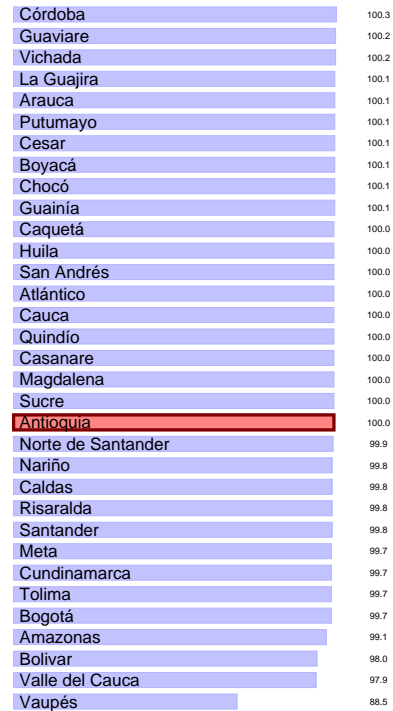 Córdoba 100.3
Guaviare 100.2
Vichada 100.2
La Guajira 100.1
Arauca 100.1
Putumayo 100.1
Cesar 100.1
Boyacá 100.1
Chocó 100.1
Guainía 100.1
Caquetá 100.0
Huila 100.0
San Andrés 100.0
Atlántico 100.0
Cauca 100.0
Quindío 100.0
Casanare 100.0
Magdalena 100.0
Sucre 100.0
Antioquia 100.0
Norte de Santander 99.9
Nariño 99.8
Caldas 99.8
Risaralda 99.8
Santander 99.8
Meta 99.7
Cundinamarca 99.7
Tolima 99.7
Bogotá 99.7
Amazonas 99.1
Bolivar 98.0
Valle del Cauca 97.9
Vaupés 88.5